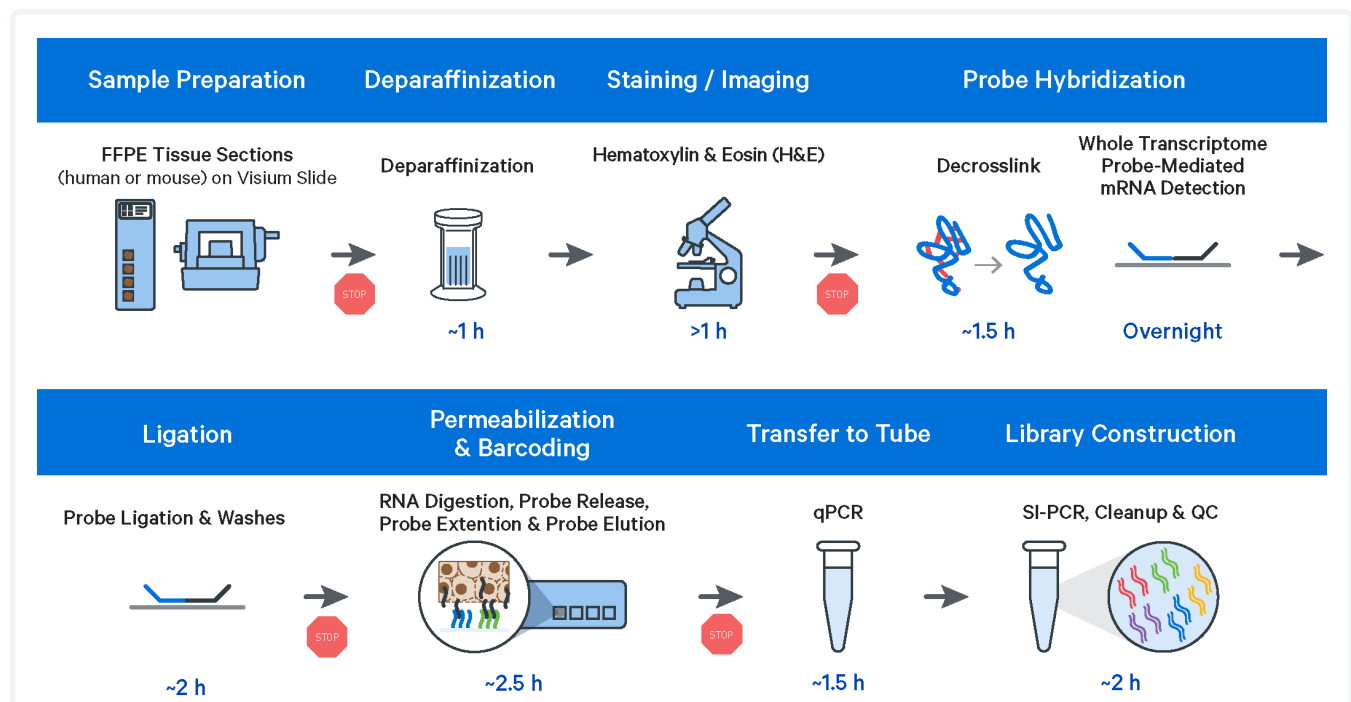 Sample Preparation
Deparaffinization
Staining / Imaging
Probe Hybridization
FFPE Tissue Sections
(human or mouse) on Visium Slide
STOP
Deparaffinization
~1 h
Hematoxylin & Eosin (H&E)
>1 h
STOP
Decrosslink
~1.5 h
Whole Transcriptome
Probe-Mediated
mRNA Detection
Overnight
Ligation
Permeabilization
& Barcoding
Transfer to Tube
Library Construction
Probe Ligation & Washes
~2 h
STOP
RNA Digestion, Probe Release,
Probe Extention & Probe Elution
~2.5 h
STOP
qPCR
~1.5 h
SI-PCR, Cleanup & QC
~2 h